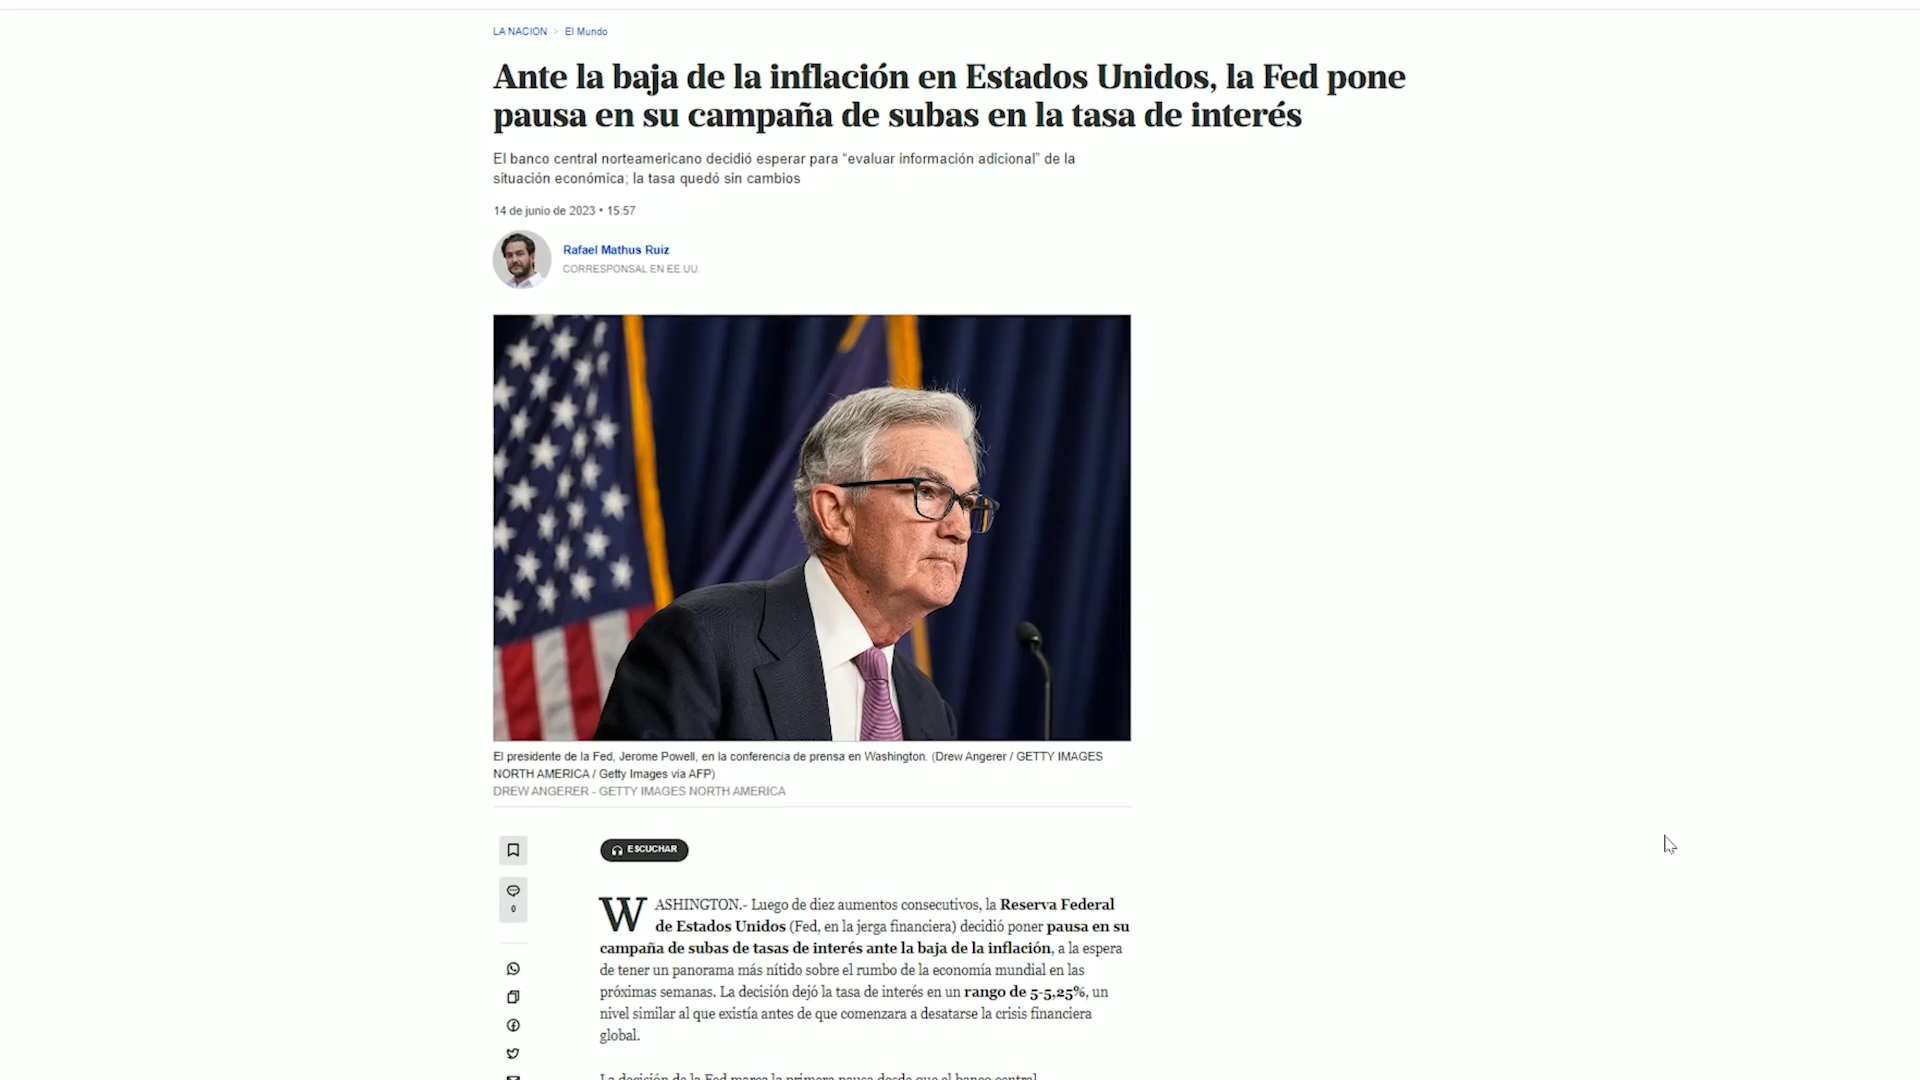 LA NACION > El Mundo
Ante la baja de la inflación en Estados Unidos, la Fed pone
pausa en su campaña de subas en la tasa de interés
El banco central norteamericano decidió esperar para “evaluar información adicional” de la
situación económica; la tasa quedó sin cambios
14 de junio de 2023 • 15:57
Rafael Mathus Ruiz
CORRESPONSAL EN EE.UU.
El presidente de la Fed, Jerome Powell, en la conferencia de prensa en Washington. (Drew Angerer / GETTY IMAGES
NORTH AMERICA / Getty Images via AFP)
DREW ANGERER - GETTY IMAGES NORTH AMERICA
ESCUCHAR
0
WASHINGTON.- Luego de diez aumentos consecutivos, la Reserva Federal
de Estados Unidos (Fed, en la jerga financiera) decidió poner pausa en su
campaña de subas de tasas de interés ante la baja de la inflación, a la espera
de tener un panorama más nítido sobre el rumbo de la economía mundial en las
próximas semanas. La decisión dejó la tasa de interés en un rango de 5-5,25%, un
nivel similar al que existía antes de que comenzara a desatarse la crisis financiera
global.
La decisión de la Fed marca la primera pausa desde que el banco central